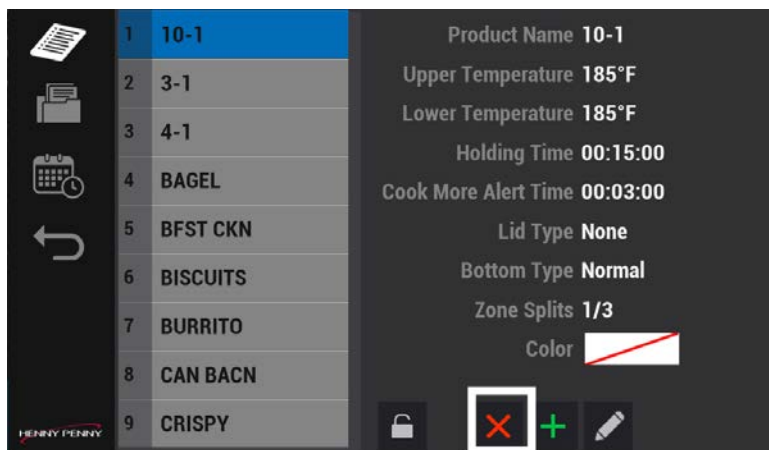 1 10-1
2 3-1
3 4-1
4 BAGEL
5 BFST CKN
6 BISCUITS
7 BURRITO
8 CAN BACN
9 CRISPY
Product Name 10-1
Upper Temperature 185°F
Lower Temperature 185°F
Holding Time 00:15:00
Cook More Alert Time 00:03:00
Lid Type None
Bottom Type Normal
Zone Splits 1/3
Color
HENNY PENNY